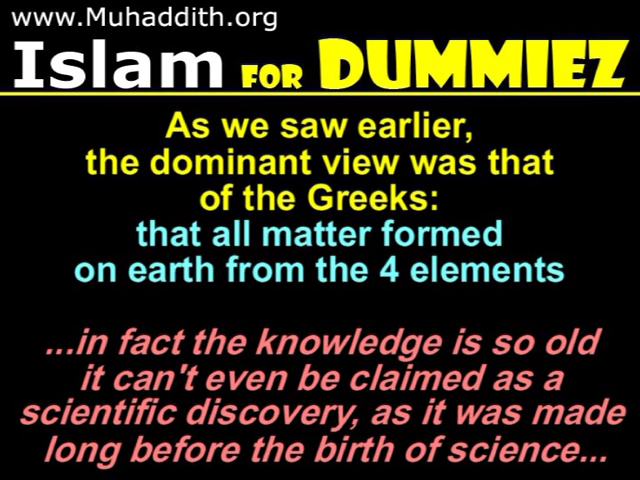 www.Muhaddith.org
Islam FOR DUMMIEZ
As we saw earlier,
the dominant view was that
of the Greeks:
that all matter formed
on earth from the 4 elements
...in fact the knowledge is so old
it can't even be claimed as a
scientific discovery, as it was made
long before the birth of science...